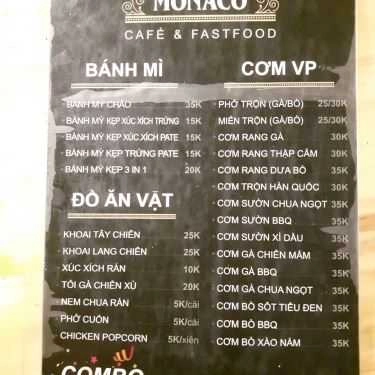 MONACO
CAFÉ & FASTFOOD
BÁNH MÌ
BÁNH MỲ CHẢO 35K
BÁNH MỲ KẸP XÚC XÍCH TRỨNG 15K
BÁNH MỲ KẸP XÚC XÍCH PATE 15K
BÁNH MỲ KẸP TRỨNG PATE 15K
BÁNH MỲ KẸP 3 IN 1 20K
ĐỒ ĂN VẶT
KHOAI TÂY CHIÊN 25K
KHOAI LANG CHIÊN 25K
XÚC XÍCH RÁN 10K
TỎI GÀ CHIÊN XÙ 20K
NEM CHUA RÁN 5K/cái
PHỞ CUỐN 5K/cái
CHICKEN POPCORN 5K/xiên
COMBO
CƠM VP
PHỞ TRỘN (GÀ/BÒ) 25/30K
MIẾN TRỘN (GÀ/BÒ) 25/30K
CƠM RANG GÀ 30K
CƠM RANG THẬP CẨM 30K
CƠM RANG DƯA BÒ 35K
CƠM TRỘN HÀN QUỐC 30K
CƠM SƯỜN CHUA NGỌT 35K
CƠM SƯỜN BBQ 35K
CƠM SƯỜN XÌ DẦU 35K
CƠM GÀ CHIÊN MẮM 35K
CƠM GÀ BBQ 35K
CƠM GÀ CHUA NGỌT 35K
CƠM BÒ SỐT TIÊU ĐEN 35K
CƠM BÒ BBQ 35K
CƠM BÒ XÀO NẤM 35K